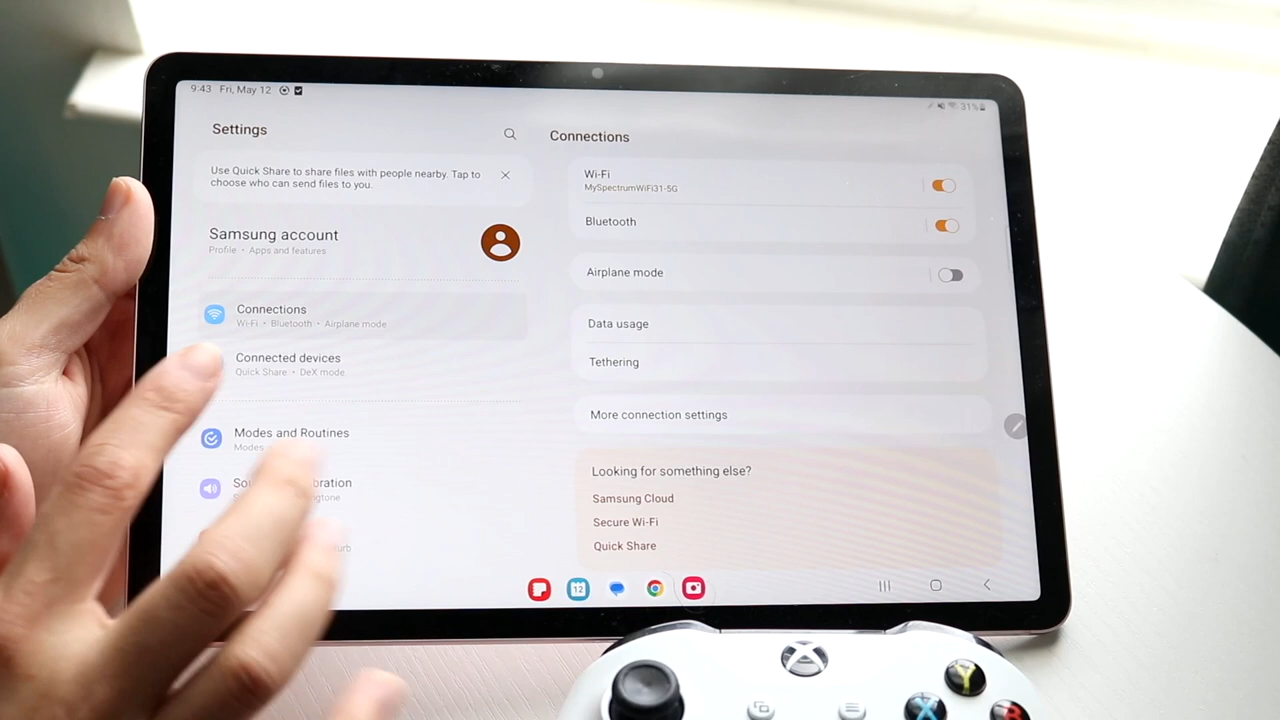 9:43 Fri, May 12
31%
Settings
Use Quick Share to share files with people nearby. Tap to
choose who can send files to you.
Samsung account
Profile • Apps and features
Connections
Wi-Fi • Bluetooth • Airplane mode
Connected devices
Quick Share • DeX mode
Modes and Routines
Modes
Connections
Wi-Fi
MySpectrumWiFi31-5G
Bluetooth
Airplane mode
Data usage
Tethering
More connection settings
Looking for something else?
Samsung Cloud
Secure Wi-Fi
Quick Share
12
Y
X
B